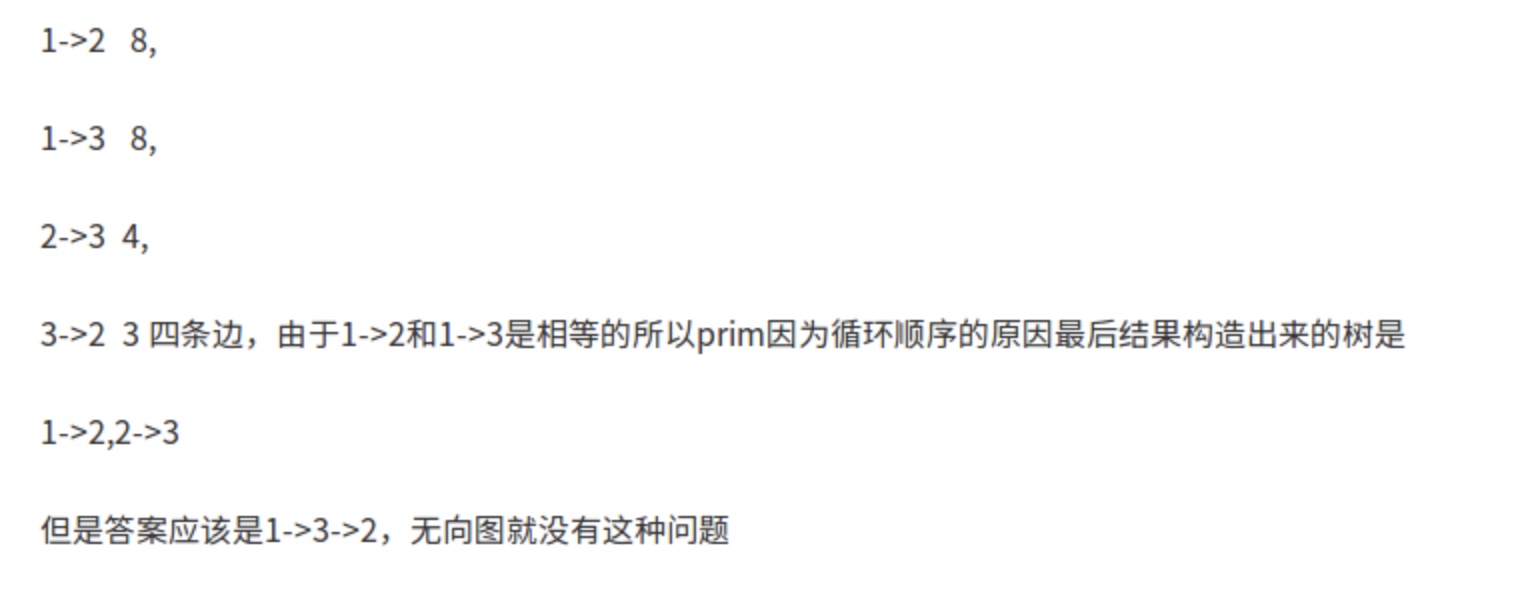 1->2   8,
1->3   8,
2->3  4,
3->2  3 四条边，由于1->2和1->3是相等的所以prim因为循环顺序的原因最后结果构造出来的树是
1->2,2->3
但是答案应该是1->3->2，无向图就没有这种问题